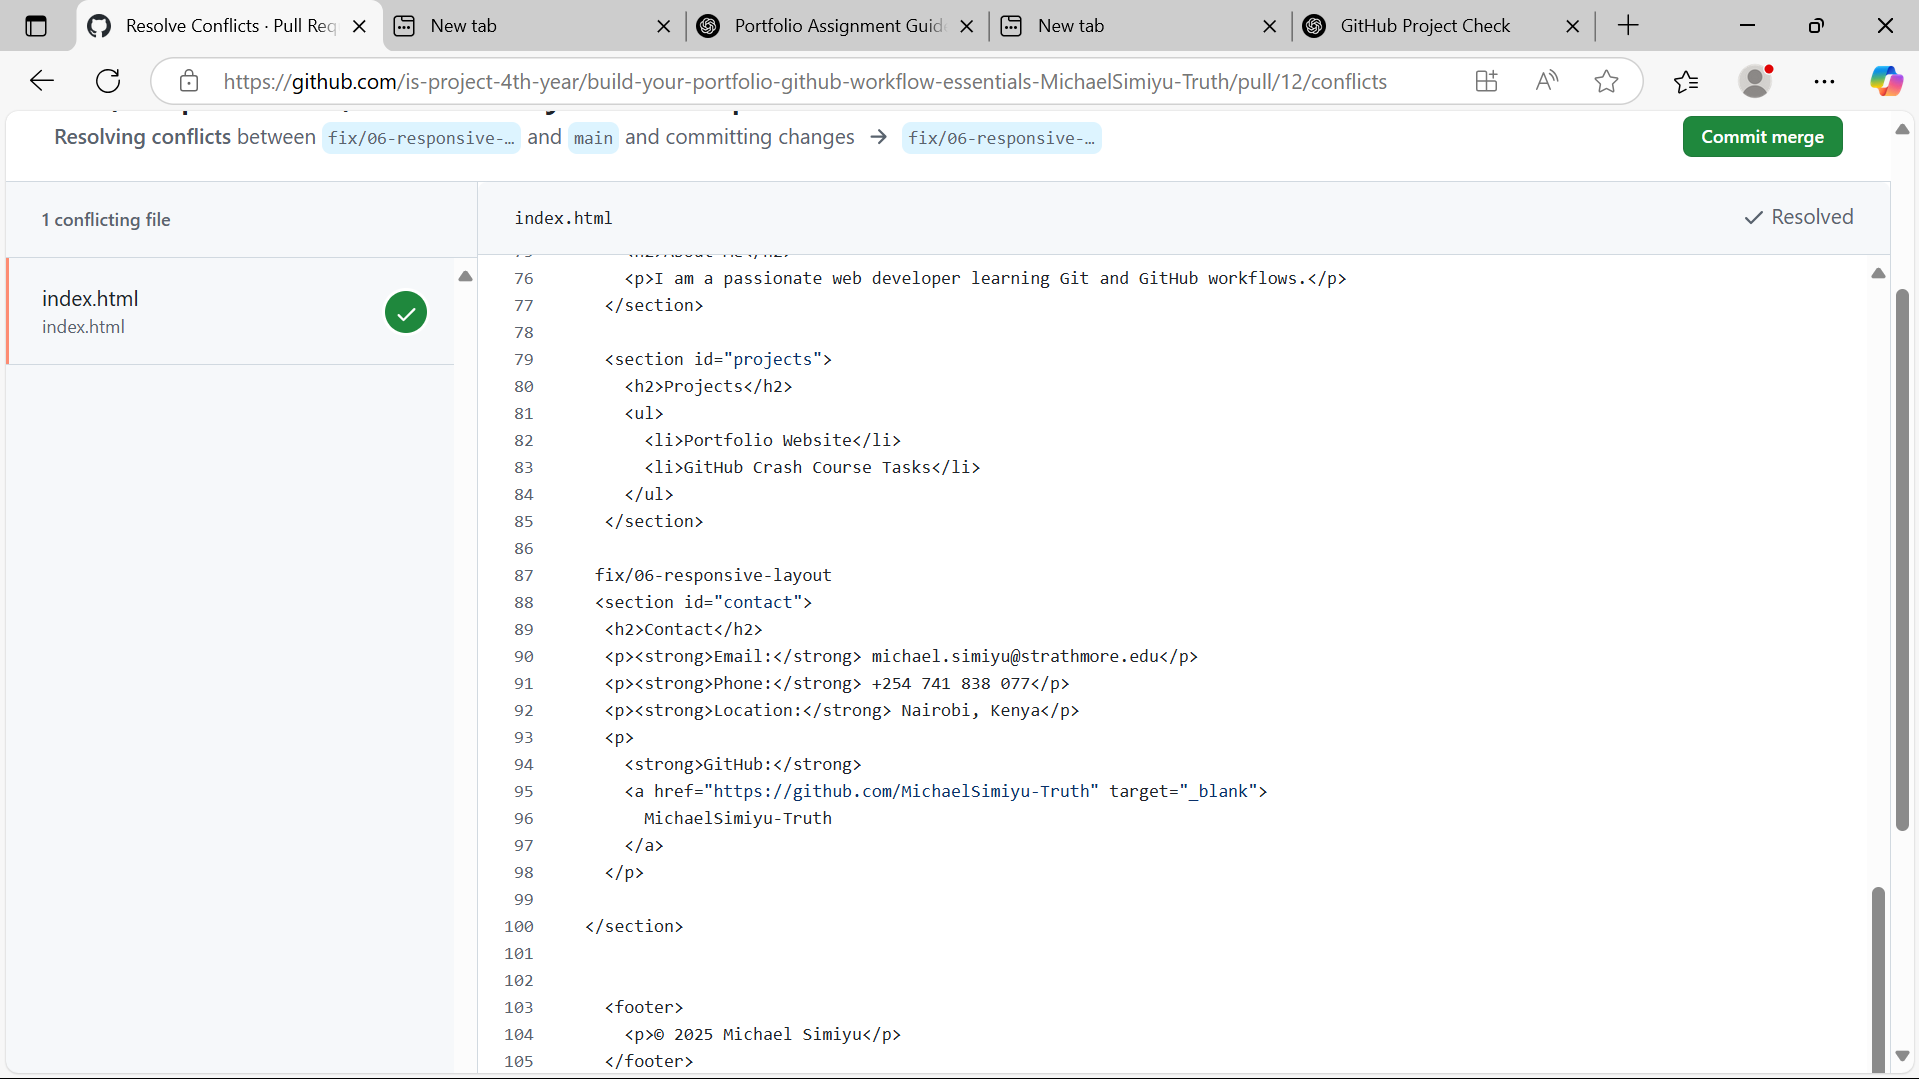 Resolve Conflicts · Pull Req
New tab
Portfolio Assignment Guid
New tab
GitHub Project Check
https://github.com/is-project-4th-year/build-your-portfolio-github-workflow-essentials-MichaelSimiyu-Truth/pull/12/conflicts
Resolving conflicts between fix/06-responsive-… and main and committing changes → fix/06-responsive-…
Commit merge
1 conflicting file
index.html
index.html
index.html
Resolved
76 <p>I am a passionate web developer learning Git and GitHub workflows.</p>
77 </section>
78
79 <section id="projects">
80 <h2>Projects</h2>
81 <ul>
82 <li>Portfolio Website</li>
83 <li>GitHub Crash Course Tasks</li>
84 </ul>
85 </section>
86
87 fix/06-responsive-layout
88 <section id="contact">
89 <h2>Contact</h2>
90 <p><strong>Email:</strong> michael.simiyu@strathmore.edu</p>
91 <p><strong>Phone:</strong> +254 741 838 077</p>
92 <p><strong>Location:</strong> Nairobi, Kenya</p>
93 <p>
94 <strong>GitHub:</strong>
95 <a href="https://github.com/MichaelSimiyu-Truth" target="_blank">
96 MichaelSimiyu-Truth
97 </a>
98 </p>
99
100 </section>
101
102
103 <footer>
104 <p>© 2025 Michael Simiyu</p>
105 </footer>